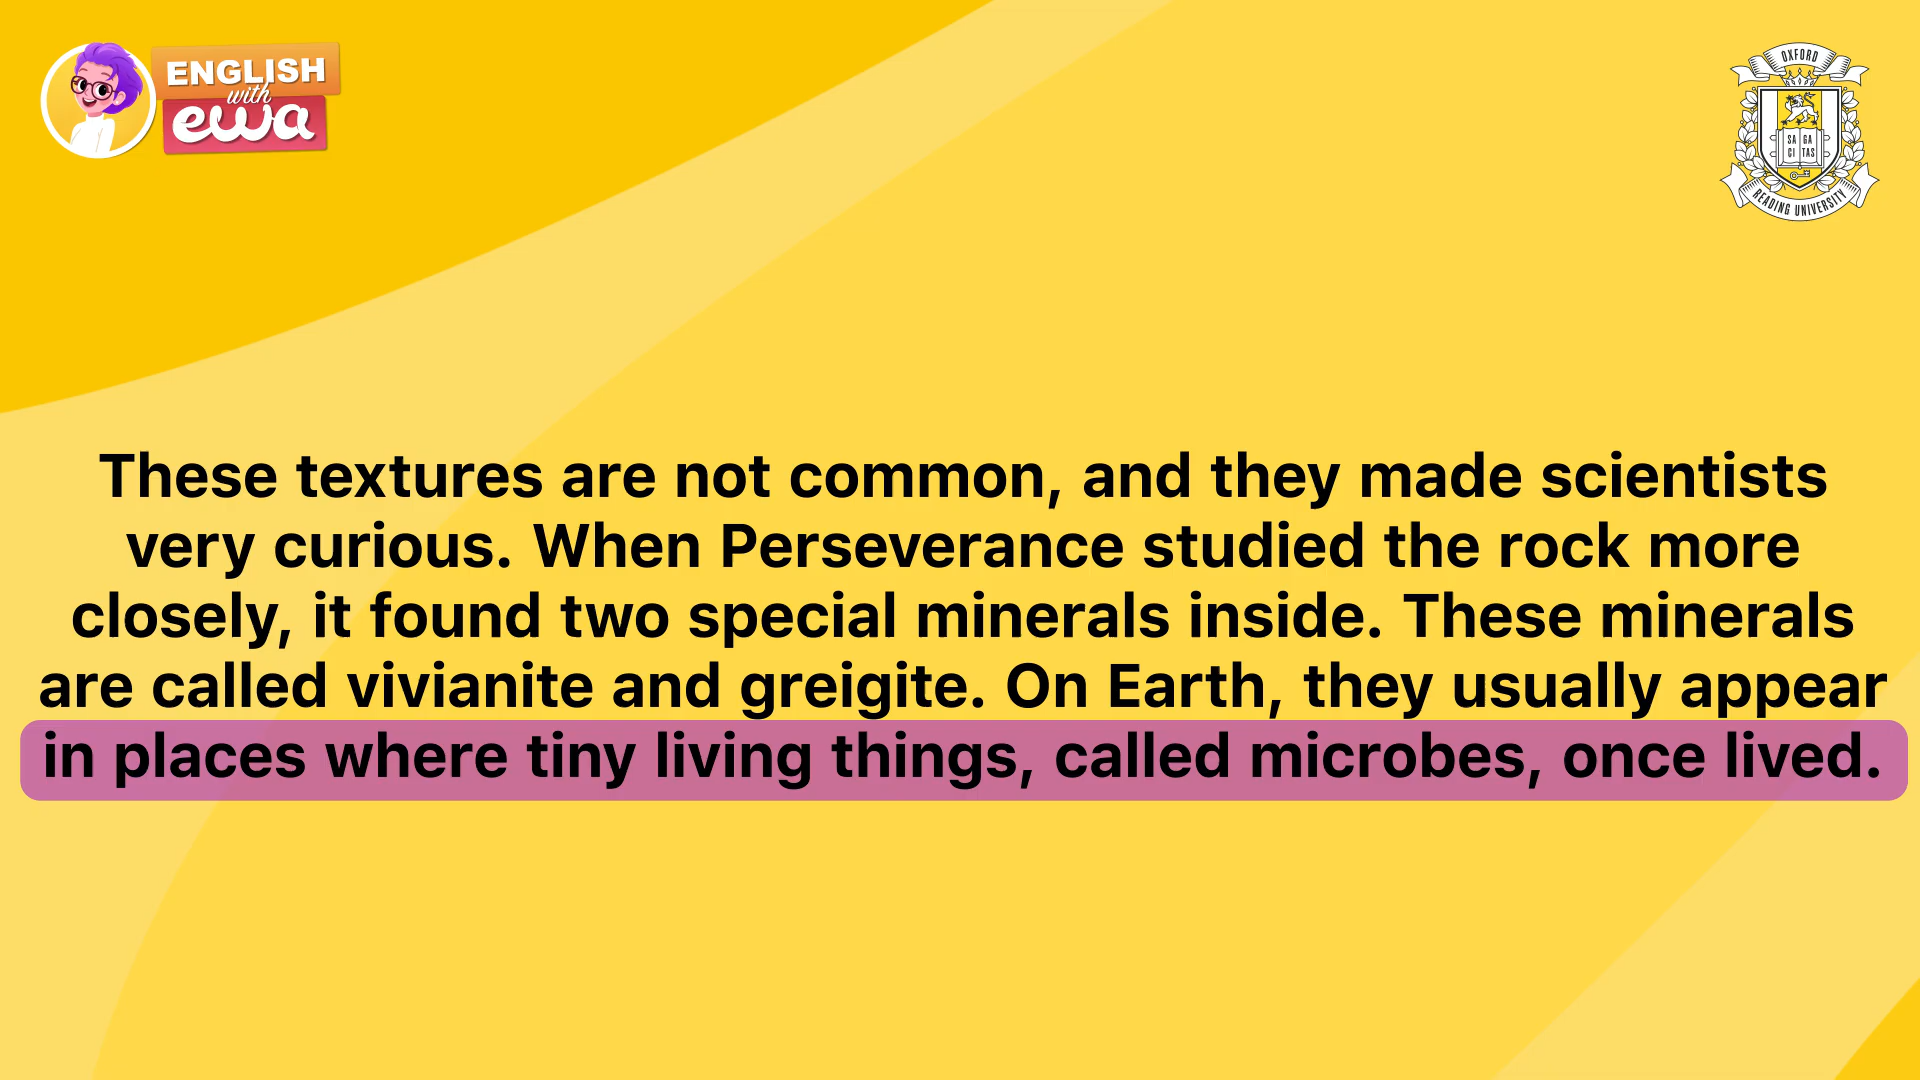 ENGLISH
with
ewa
OXFORD
SA GA
CI TAS
READING UNIVERSITY
These textures are not common, and they made scientists
very curious. When Perseverance studied the rock more
closely, it found two special minerals inside. These minerals
are called vivianite and greigite. On Earth, they usually appear
in places where tiny living things, called microbes, once lived.